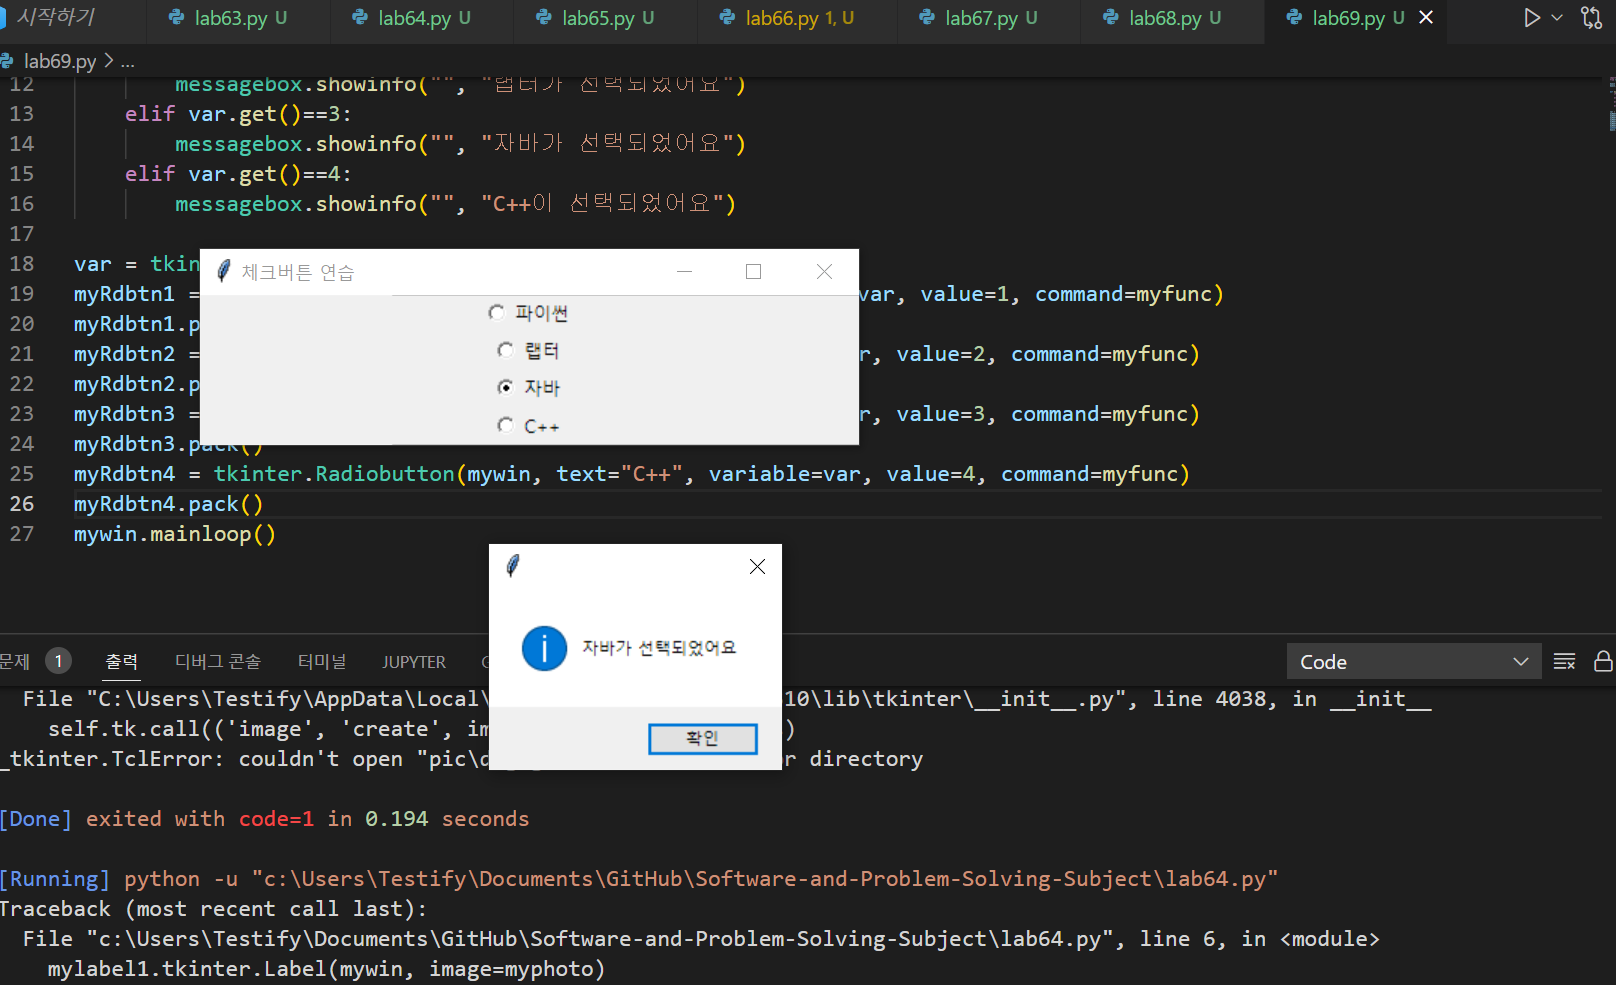 시작하기
lab63.py U
lab64.py U
lab65.py U
lab66.py 1, U
lab67.py U
lab68.py U
lab69.py U
lab69.py > ...
12 messagebox.showinfo("", "랩터가 선택되었어요")
13 elif var.get()==3:
14 messagebox.showinfo("", "자바가 선택되었어요")
15 elif var.get()==4:
16 messagebox.showinfo("", "C++이 선택되었어요")
17
18 var = tkin
체크버튼 연습
19 myRdbtn1 = var, value=1, command=myfunc)
파이썬
20 myRdbtn1.p
랩터
21 myRdbtn2 = r, value=2, command=myfunc)
22 myRdbtn2.p
자바
23 myRdbtn3 = r, value=3, command=myfunc)
C++
24 myRdbtn3.pack()
25 myRdbtn4 = tkinter.Radiobutton(mywin, text="C++", variable=var, value=4, command=myfunc)
26 myRdbtn4.pack()
27 mywin.mainloop()
자바가 선택되었어요
확인
문제 1 출력 디버그 콘솔 터미널 JUPYTER Code
File "C:\Users\Testify\AppData\Local\ 10\lib\tkinter\__init__.py", line 4038, in __init__
self.tk.call(('image', 'create', im )
_tkinter.TclError: couldn't open "pic\d r directory
[Done] exited with code=1 in 0.194 seconds
[Running] python -u "c:\Users\Testify\Documents\GitHub\Software-and-Problem-Solving-Subject\lab64.py"
Traceback (most recent call last):
File "c:\Users\Testify\Documents\GitHub\Software-and-Problem-Solving-Subject\lab64.py", line 6, in <module>
mylabel1.tkinter.Label(mywin, image=myphoto)